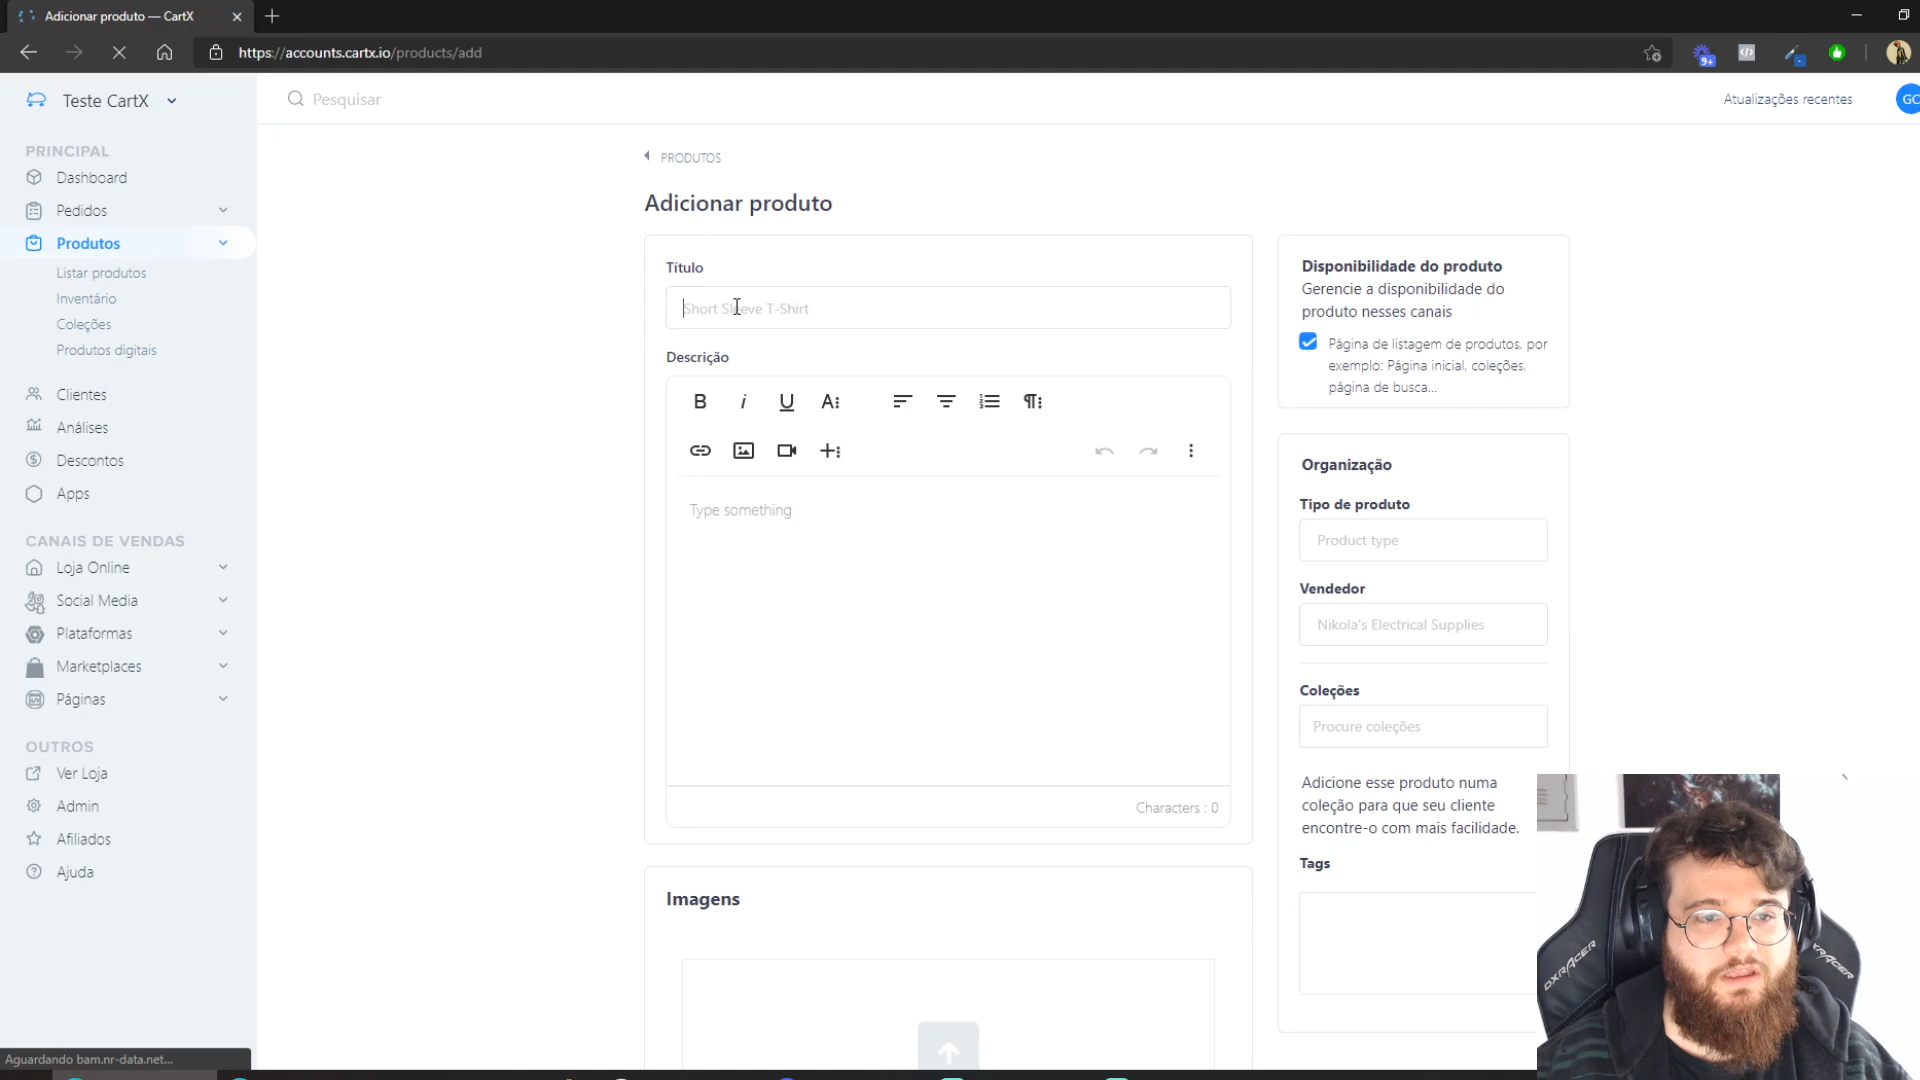 Adicionar produto — CartX
https://accounts.cartx.io/products/add
9+
Teste CartX
Pesquisar
Atualizações recentes
GC
PRINCIPAL
Dashboard
Pedidos
Produtos
Listar produtos
Inventário
Coleções
Produtos digitais
Clientes
Análises
Descontos
Apps
CANAIS DE VENDAS
Loja Online
Social Media
Plataformas
Marketplaces
Páginas
OUTROS
Ver Loja
Admin
Afiliados
Ajuda
Aguardando bam.nr-data.net...
PRODUTOS
Adicionar produto
Título
Short Sleeve T-Shirt
Descrição
Type something
Characters : 0
Imagens
Disponibilidade do produto
Gerencie a disponibilidade do
produto nesses canais
Página de listagem de produtos, por
exemplo: Página inicial, coleções,
página de busca...
Organização
Tipo de produto
Product type
Vendedor
Nikola's Electrical Supplies
Coleções
Procure coleções
Adicione esse produto numa
coleção para que seu cliente
encontre-o com mais facilidade.
Tags
DXRACER
DXRACER